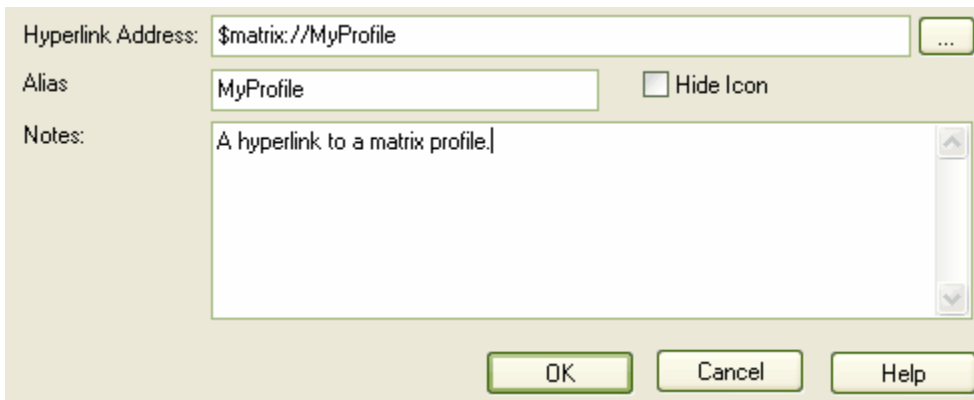 Hyperlink Address: $matrix://MyProfile ...
Alias MyProfile Hide Icon
Notes: A hyperlink to a matrix profile.
OK Cancel Help